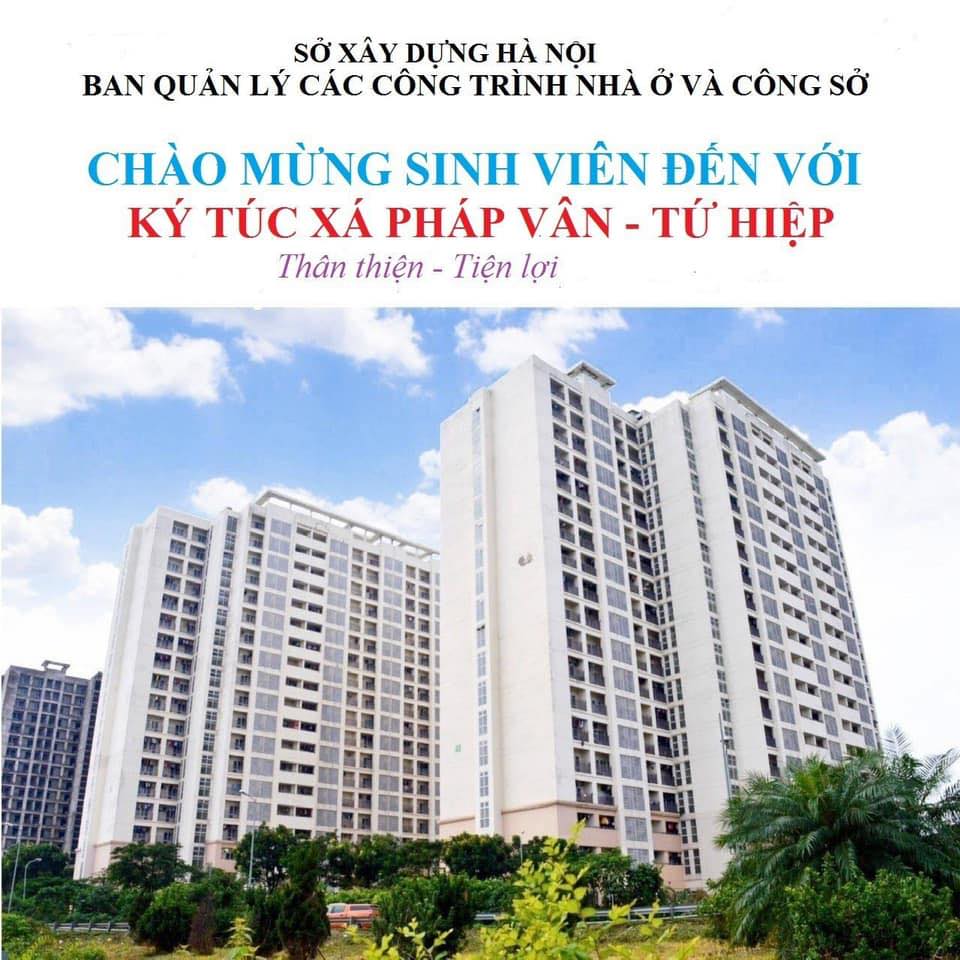 SỞ XÂY DỰNG HÀ NỘI
BAN QUẢN LÝ CÁC CÔNG TRÌNH NHÀ Ở VÀ CÔNG SỞ
CHÀO MỪNG SINH VIÊN ĐẾN VỚI
KÝ TÚC XÁ PHÁP VÂN - TỨ HIỆP
Thân thiện - Tiện lợi